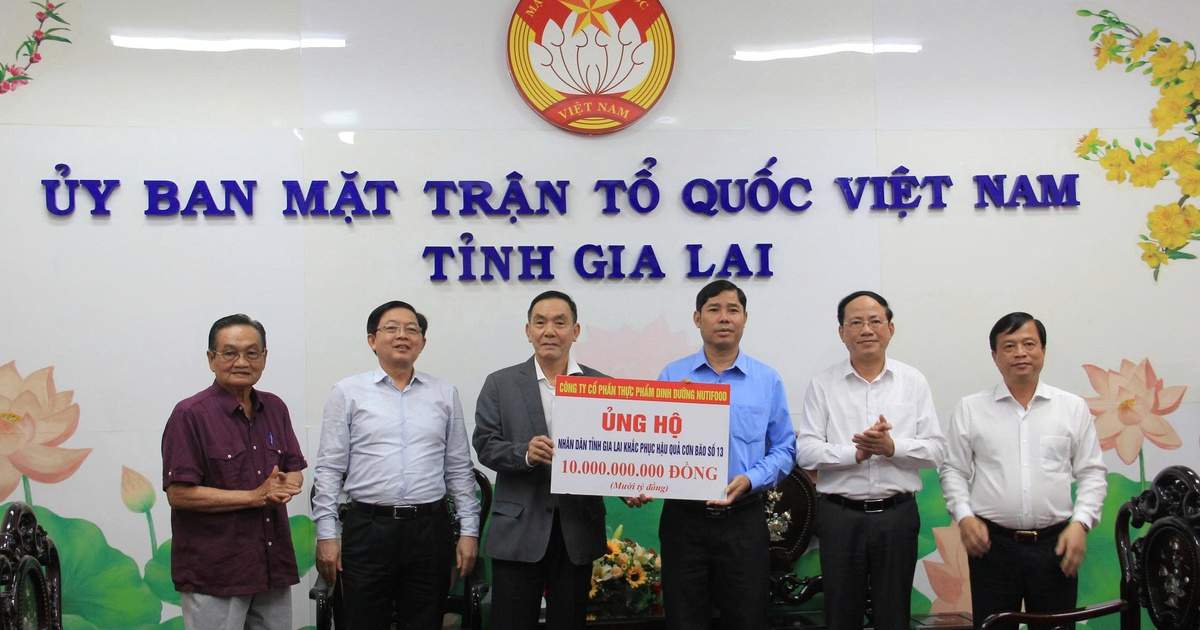 VIỆT NAM
ỦY BAN MẶT TRẬN TỔ QUỐC VIỆT NAM
TỈNH GIA LAI
CÔNG TY CỔ PHẦN THỰC PHẨM DINH DƯỠNG NUTIFOOD
ỦNG HỘ
NHÂN DÂN TỈNH GIA LAI KHẮC PHỤC HẬU QUẢ CƠN BÃO SỐ 13
10.000.000.000 ĐỒNG
(Mười tỷ đồng)